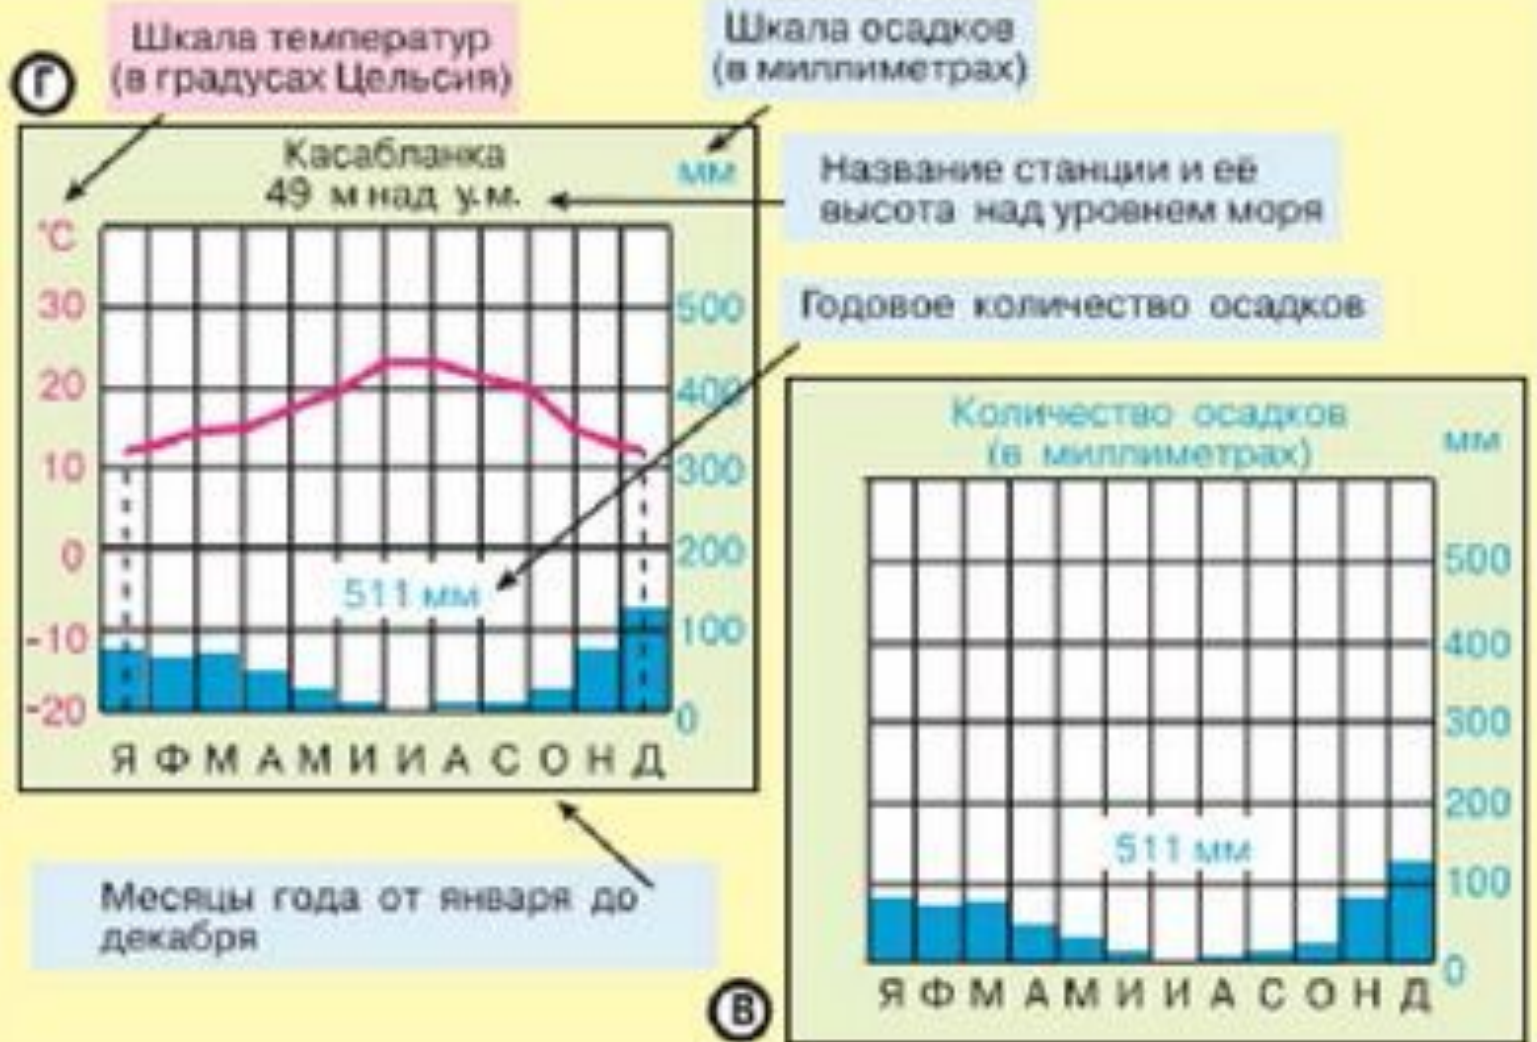 Шкала температур
(в градусах Цельсия)
Шкала осадков
(в миллиметрах)
Г
Касабланка
49 м над у.м.
мм
Название станции и её
высота над уровнем моря
°С
30
20
10
0
-10
-20
500
400
300
200
100
0
511 мм
Я Ф М А М И И А С О Н Д
Годовое количество осадков
Месяцы года от января до
декабря
В
Количество осадков
(в миллиметрах)
мм
500
400
300
200
100
0
511 мм
Я Ф М А М И И А С О Н Д